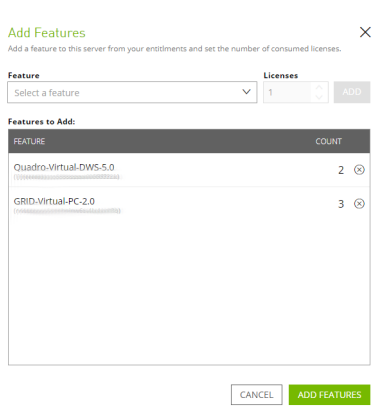 Add Features
Add a feature to this server from your entitlments and set the number of consumed licenses.
Feature Licenses
Select a feature 1 ADD
Features to Add:
FEATURE COUNT
Quadro-Virtual-DWS-5.0 2
GRID-Virtual-PC-2.0 3
CANCEL ADD FEATURES